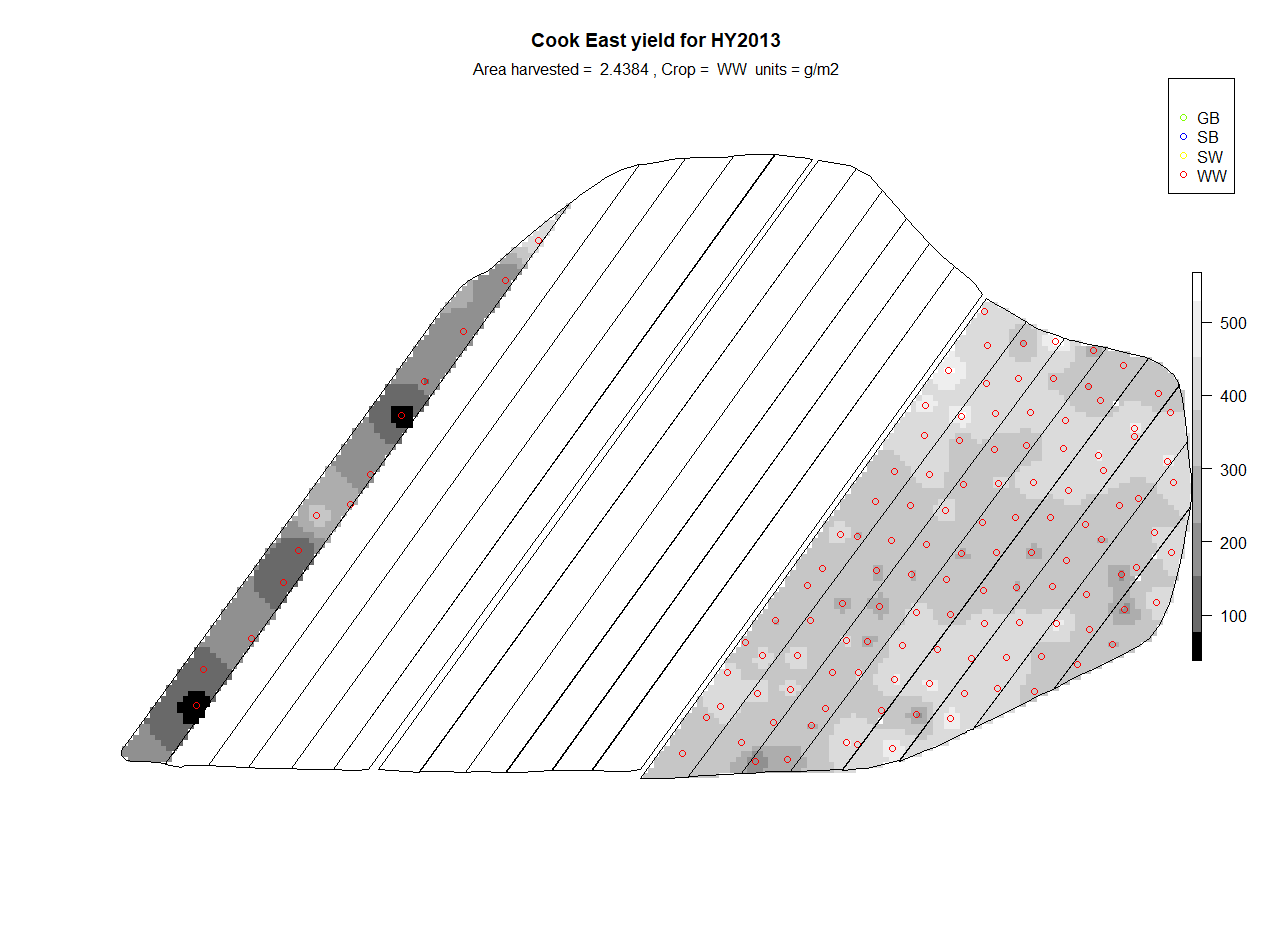 Cook East yield for HY2013
Area harvested =  2.4384 , Crop =  WW  units = g/m2
GB
SB
SW
WW
500
400
300
200
100